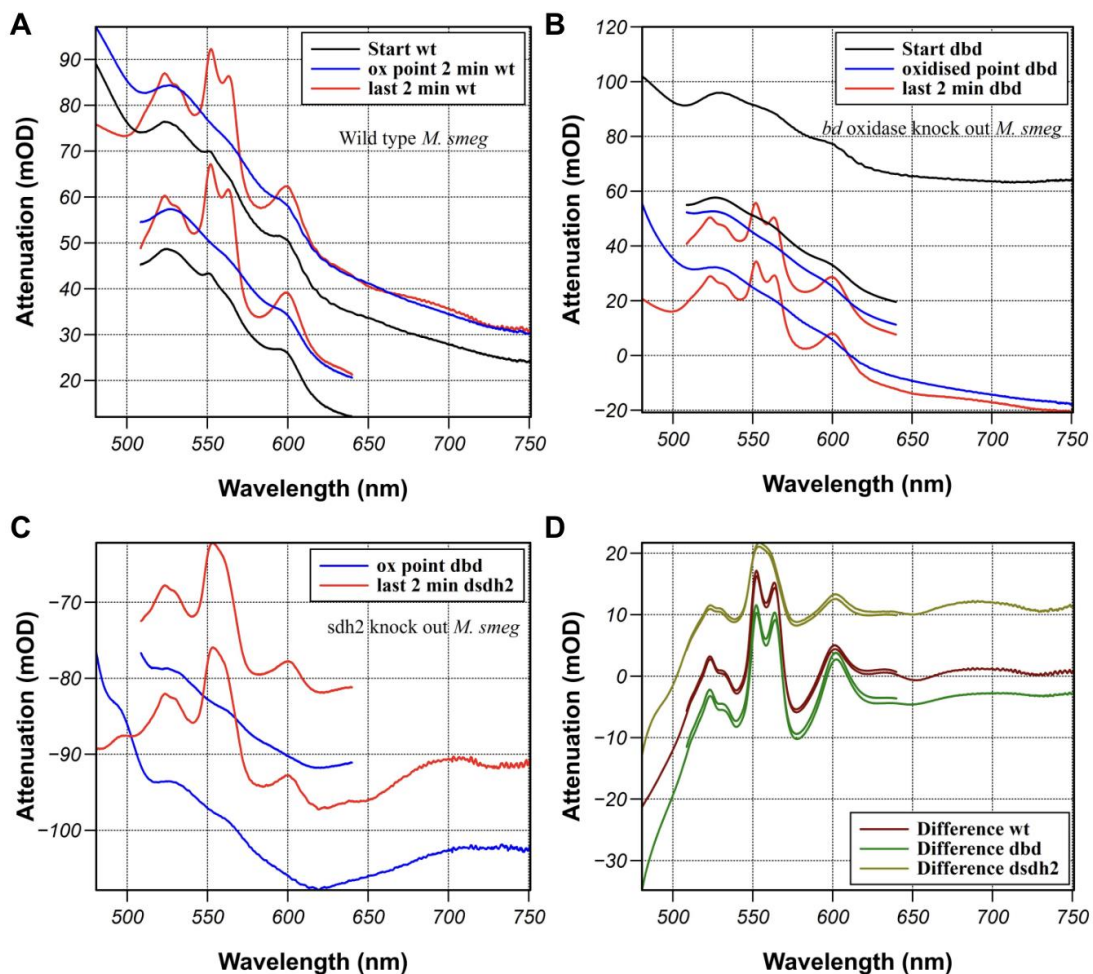 A
Start wt
ox point 2 min wt
last 2 min wt
Wild type M. smeg
90
80
70
60
50
40
30
20
500 550 600 650 700 750
Attenuation (mOD)
Wavelength (nm)
B
Start dbd
oxidised point dbd
last 2 min dbd
bd oxidase knock out M. smeg
120
100
80
60
40
20
0
−20
500 550 600 650 700 750
Attenuation (mOD)
Wavelength (nm)
C
ox point dbd
last 2 min dsdh2
sdh2 knock out M. smeg
−70
−80
−90
−100
500 550 600 650 700 750
Attenuation (mOD)
Wavelength (nm)
D
20
10
0
−10
−20
−30
Difference wt
Difference dbd
Difference dsdh2
500 550 600 650 700 750
Attenuation (mOD)
Wavelength (nm)